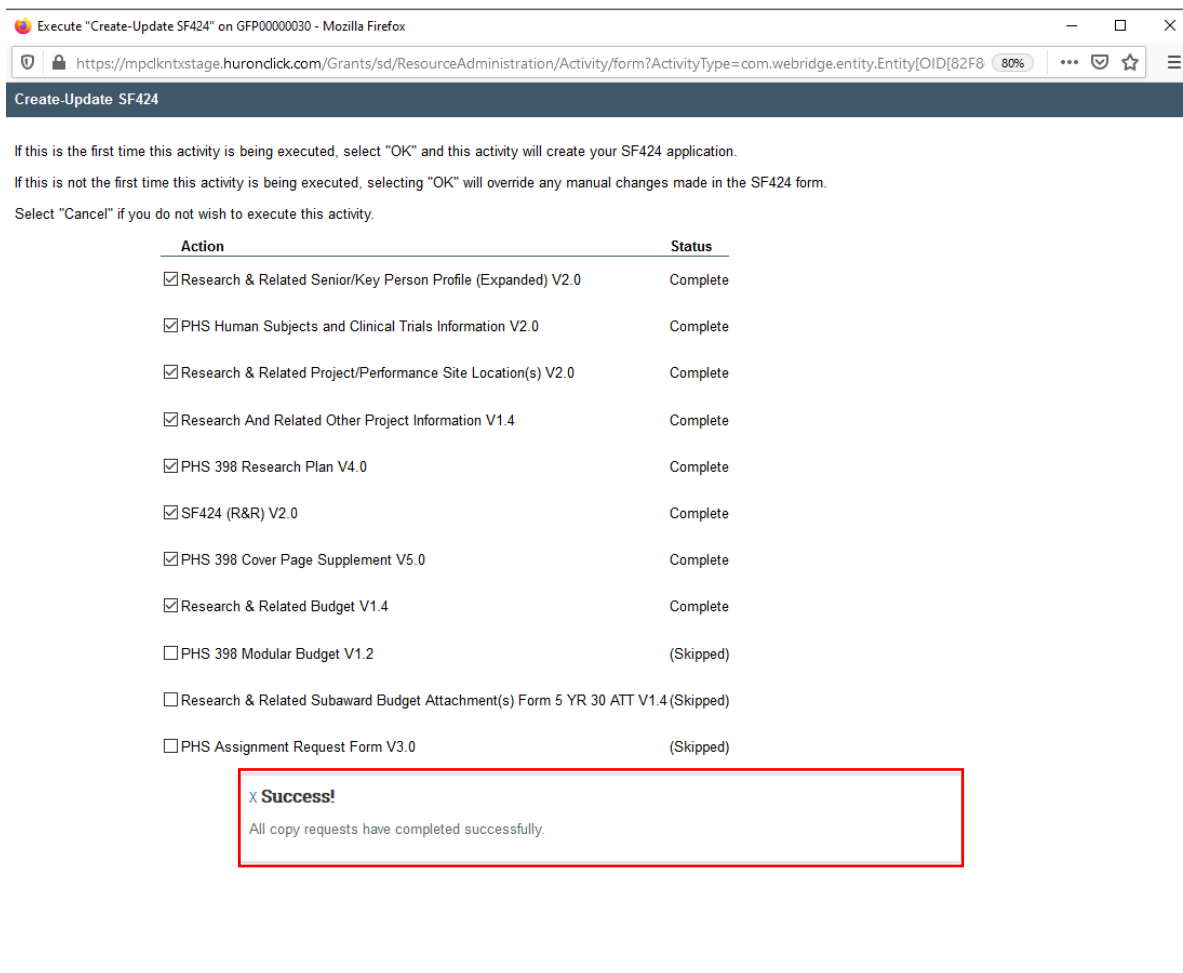 Execute "Create-Update SF424" on GFP00000030 - Mozilla Firefox
https://mpclkntxstage.huronclick.com/Grants/sd/ResourceAdministration/Activity/form?ActivityType=com.webridge.entity.Entity[OID[82F8 80%
Create-Update SF424
If this is the first time this activity is being executed, select "OK" and this activity will create your SF424 application.
If this is not the first time this activity is being executed, selecting "OK" will override any manual changes made in the SF424 form.
Select "Cancel" if you do not wish to execute this activity.
Action Status
Research & Related Senior/Key Person Profile (Expanded) V2.0 Complete
PHS Human Subjects and Clinical Trials Information V2.0 Complete
Research & Related Project/Performance Site Location(s) V2.0 Complete
Research And Related Other Project Information V1.4 Complete
PHS 398 Research Plan V4.0 Complete
SF424 (R&R) V2.0 Complete
PHS 398 Cover Page Supplement V5.0 Complete
Research & Related Budget V1.4 Complete
PHS 398 Modular Budget V1.2 (Skipped)
Research & Related Subaward Budget Attachment(s) Form 5 YR 30 ATT V1.4 (Skipped)
PHS Assignment Request Form V3.0 (Skipped)
X Success!
All copy requests have completed successfully.